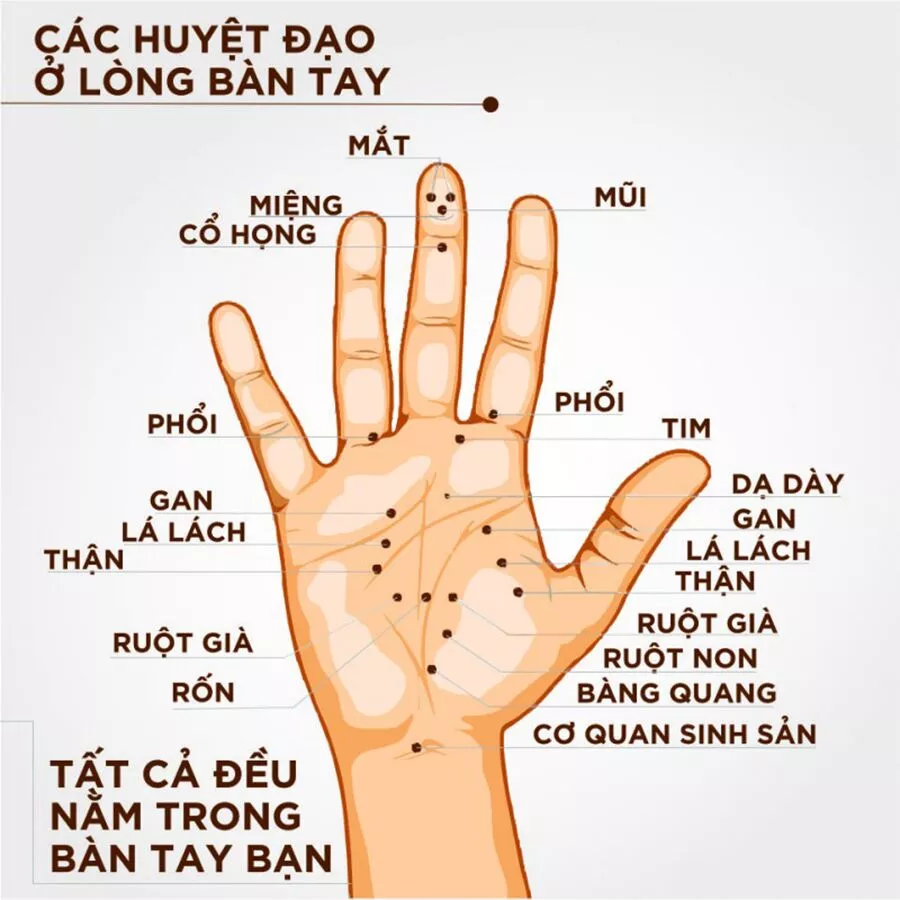 CÁC HUYỆT ĐẠO
Ở LÒNG BÀN TAY
MẮT
MIỆNG
MŨI
CỔ HỌNG
PHỔI
PHỔI
TIM
DẠ DÀY
GAN
GAN
LÁ LÁCH
LÁ LÁCH
THẬN
THẬN
RUỘT GIÀ
RUỘT GIÀ
RUỘT NON
RỐN
BÀNG QUANG
CƠ QUAN SINH SẢN
TẤT CẢ ĐỀU
NẰM TRONG
BÀN TAY BẠN